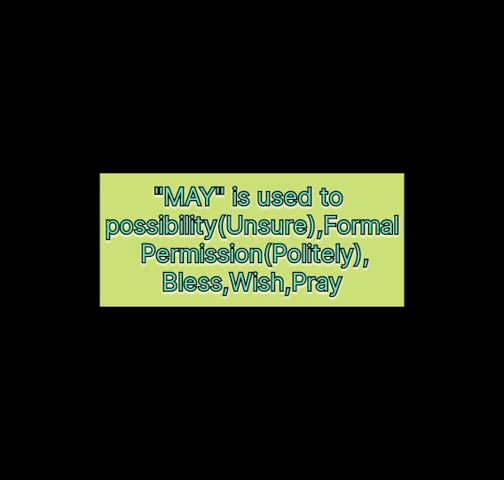 "MAY" is used to
possibility(Unsure),Formal
Permission(Politely),
Bless,Wish,Pray